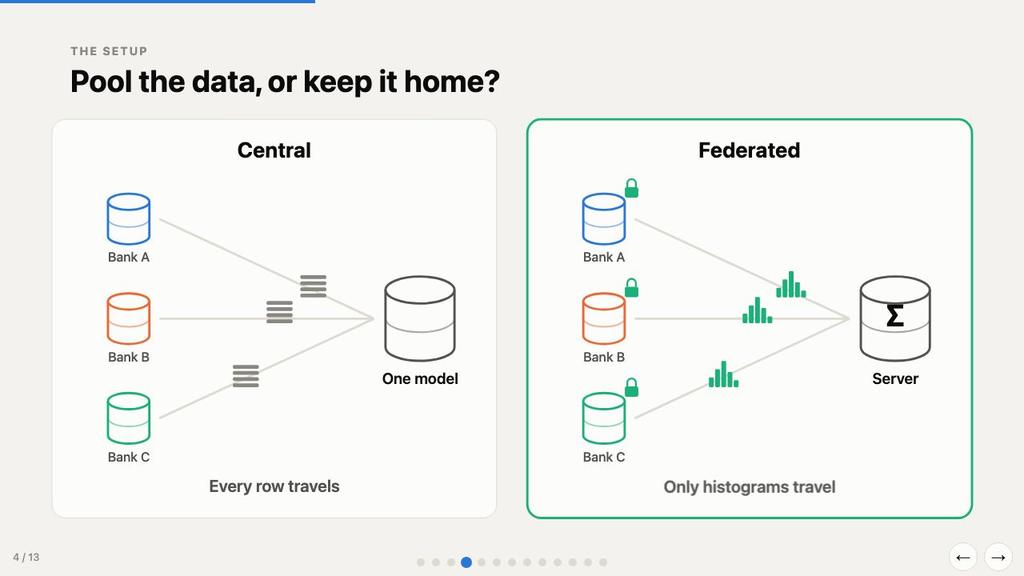 THE SETUP
Pool the data, or keep it home?
Central
Bank A
Bank B
Bank C
One model
Every row travels
Federated
Bank A
Bank B
Bank C
Σ
Server
Only histograms travel
4 / 13
← →